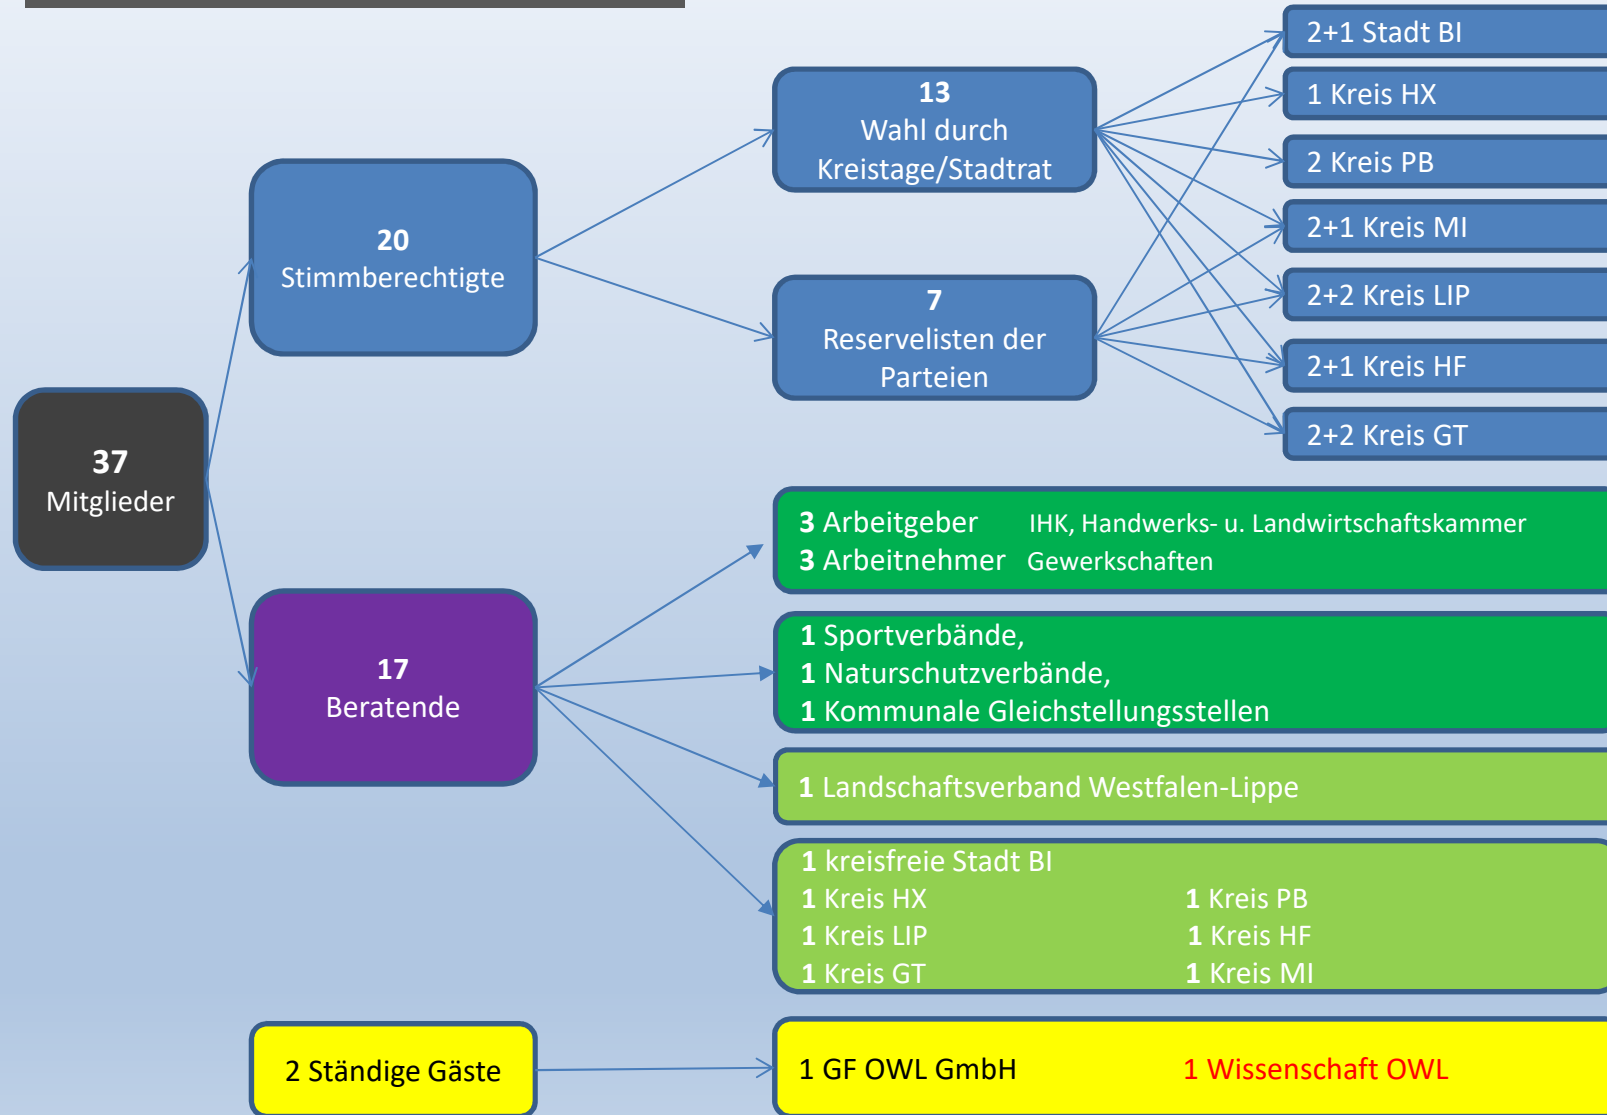 37
Mitglieder
20
Stimmberechtigte
17
Beratende
2 Ständige Gäste
13
Wahl durch
Kreistage/Stadtrat
7
Reservelisten der
Parteien
2+1 Stadt BI
1 Kreis HX
2 Kreis PB
2+1 Kreis MI
2+2 Kreis LIP
2+1 Kreis HF
2+2 Kreis GT
3 Arbeitgeber IHK, Handwerks- u. Landwirtschaftskammer
3 Arbeitnehmer Gewerkschaften
1 Sportverbände,
1 Naturschutzverbände,
1 Kommunale Gleichstellungsstellen
1 Landschaftsverband Westfalen-Lippe
1 kreisfreie Stadt BI
1 Kreis HX 1 Kreis PB
1 Kreis LIP 1 Kreis HF
1 Kreis GT 1 Kreis MI
1 GF OWL GmbH 1 Wissenschaft OWL